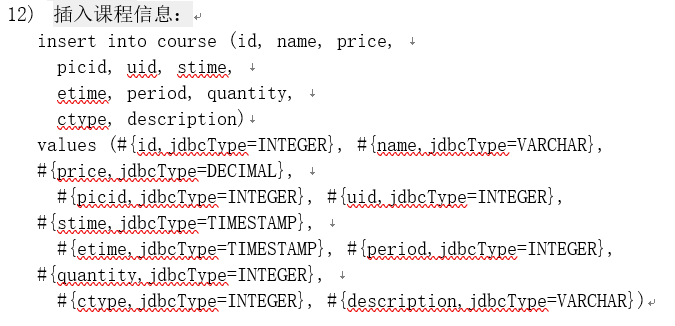 12) 插入课程信息：
insert into course (id, name, price,
picid, uid, stime,
etime, period, quantity,
ctype, description)
values (#{id,jdbcType=INTEGER}, #{name,jdbcType=VARCHAR},
#{price,jdbcType=DECIMAL},
#{picid,jdbcType=INTEGER}, #{uid,jdbcType=INTEGER},
#{stime,jdbcType=TIMESTAMP},
#{etime,jdbcType=TIMESTAMP}, #{period,jdbcType=INTEGER},
#{quantity,jdbcType=INTEGER},
#{ctype,jdbcType=INTEGER}, #{description,jdbcType=VARCHAR})